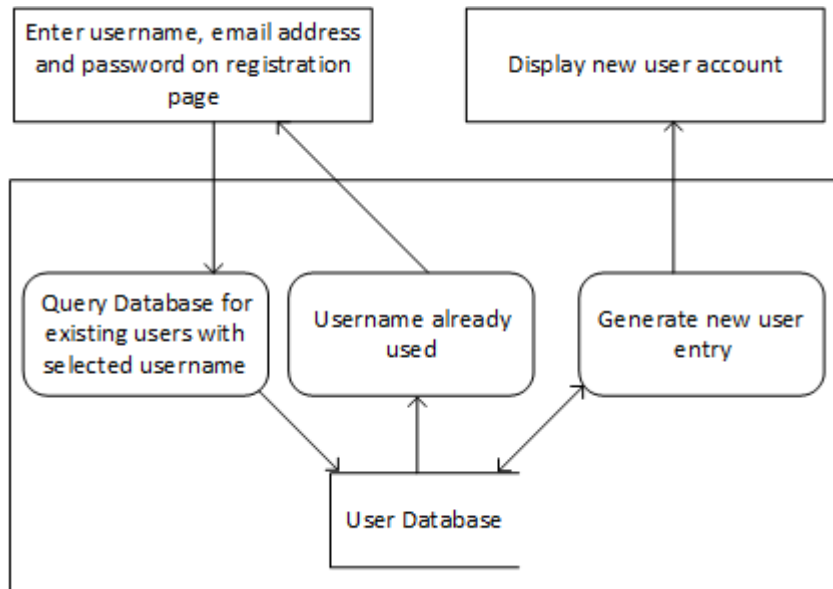 Enter username, email address
and password on registration
page
Display new user account
Query Database for
existing users with
selected username
Username already
used
Generate new user
entry
User Database